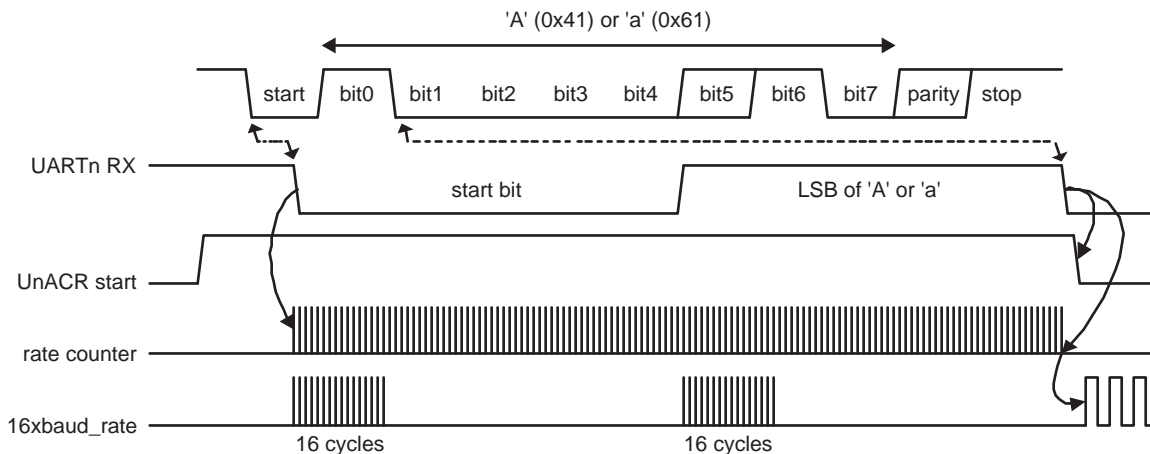 'A' (0x41) or 'a' (0x61)
start bit0 bit1 bit2 bit3 bit4 bit5 bit6 bit7 parity stop
UARTn RX
start bit LSB of 'A' or 'a'
UnACR start
rate counter
16xbaud_rate
16 cycles 16 cycles